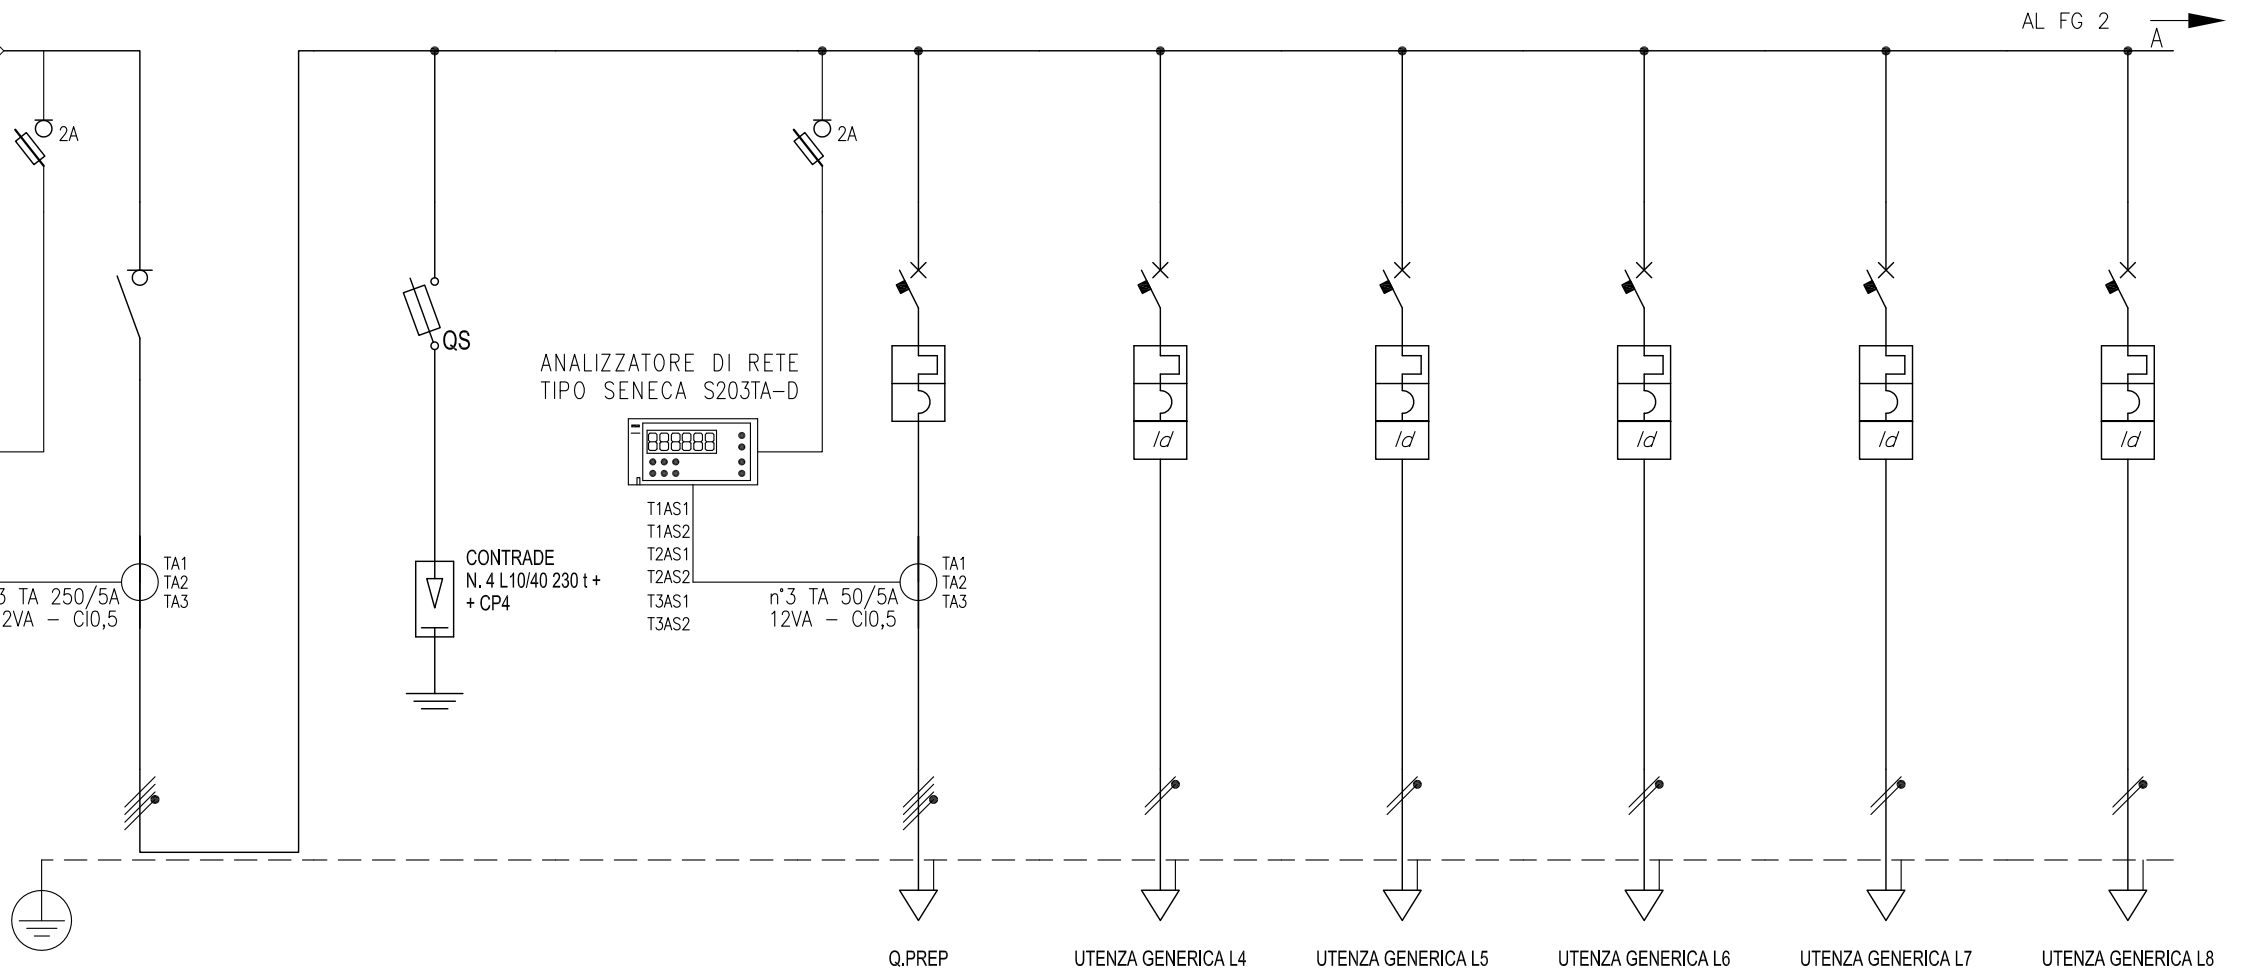 AL FG 2
A
2A
2A
QS
ANALIZZATORE DI RETE
TIPO SENECA S203TA-D
Id
Id
Id
Id
Id
T1AS1
T1AS2
T2AS1
T2AS2
T3AS1
T3AS2
CONTRADE
N. 4 L10/40 230 t +
+ CP4
TA1
TA2
TA3
3 TA 250/5A
2VA - Cl0,5
n°3 TA 50/5A
12VA - Cl0,5
TA1
TA2
TA3
Q.PREP
UTENZA GENERICA L4
UTENZA GENERICA L5
UTENZA GENERICA L6
UTENZA GENERICA L7
UTENZA GENERICA L8